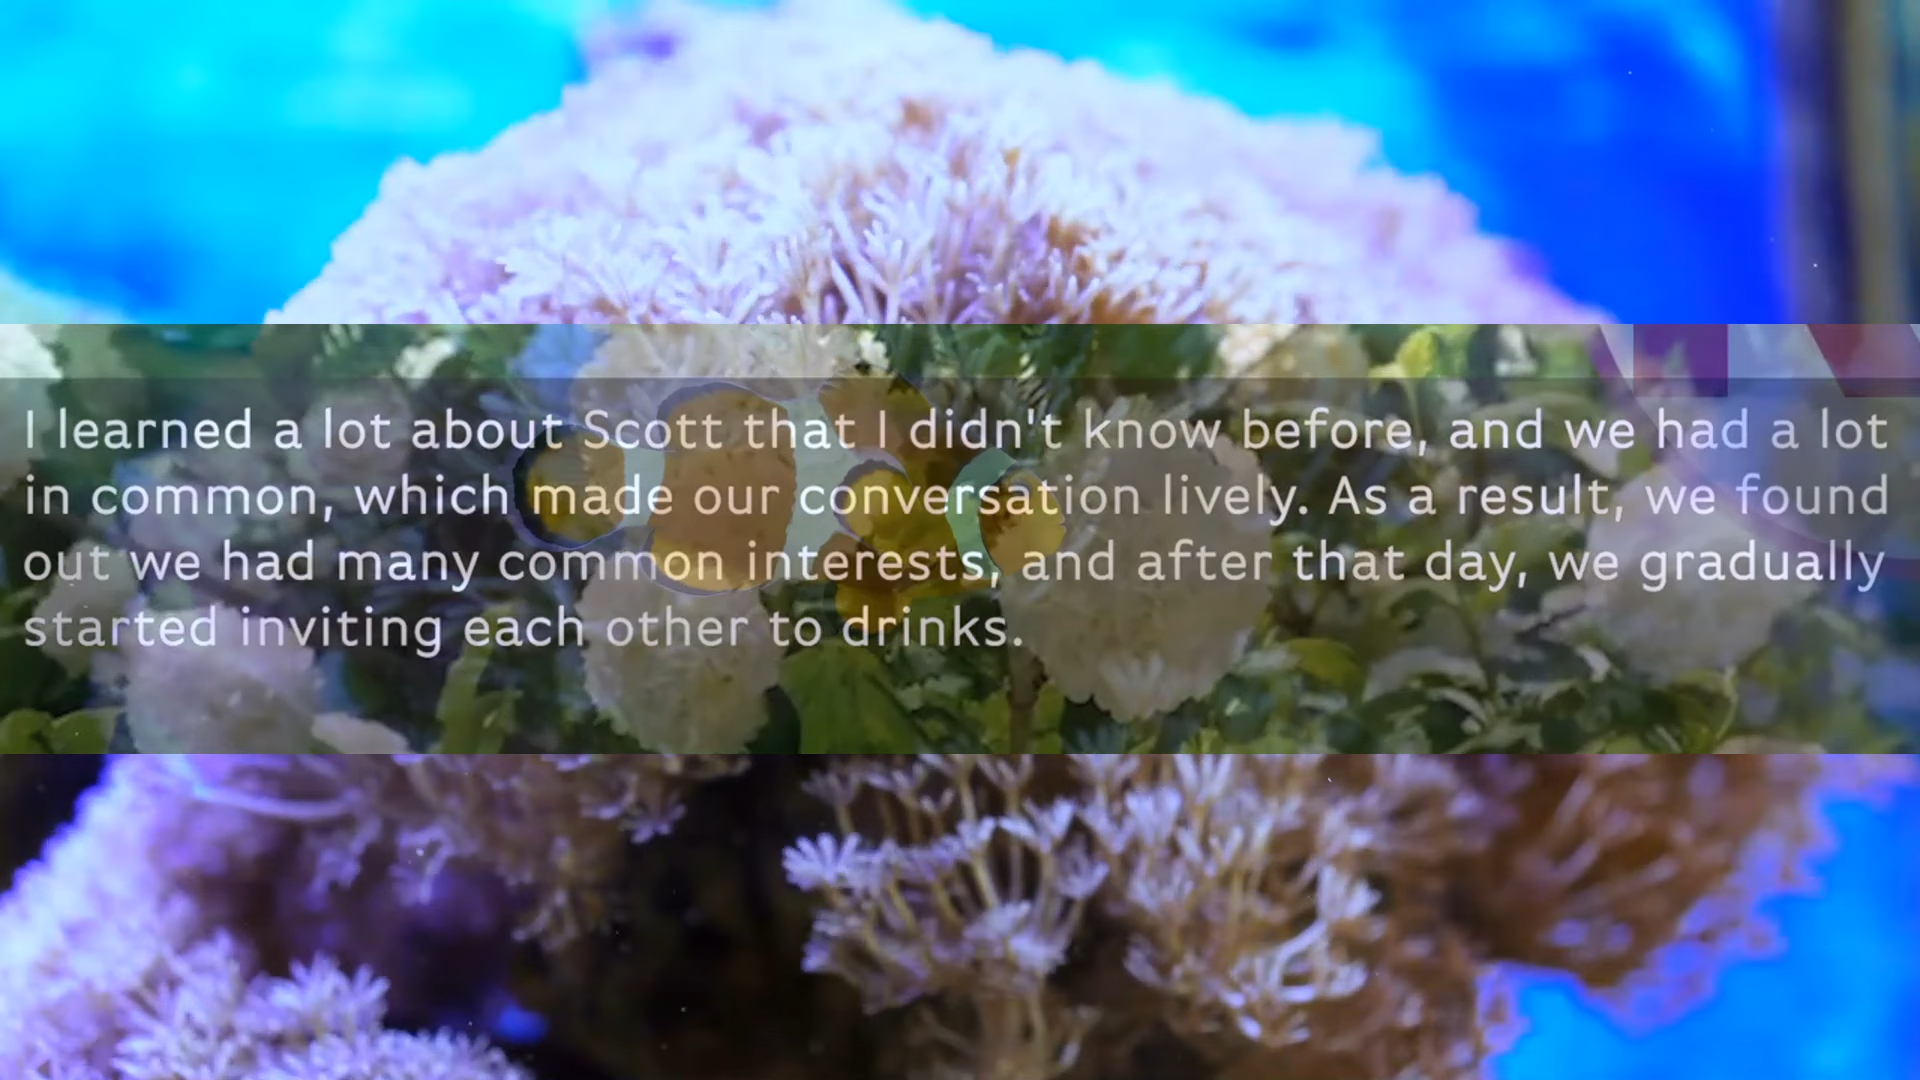 I learned a lot about Scott that I didn't know before, and we had a lot
in common, which made our conversation lively. As a result, we found
out we had many common interests, and after that day, we gradually
started inviting each other to drinks.